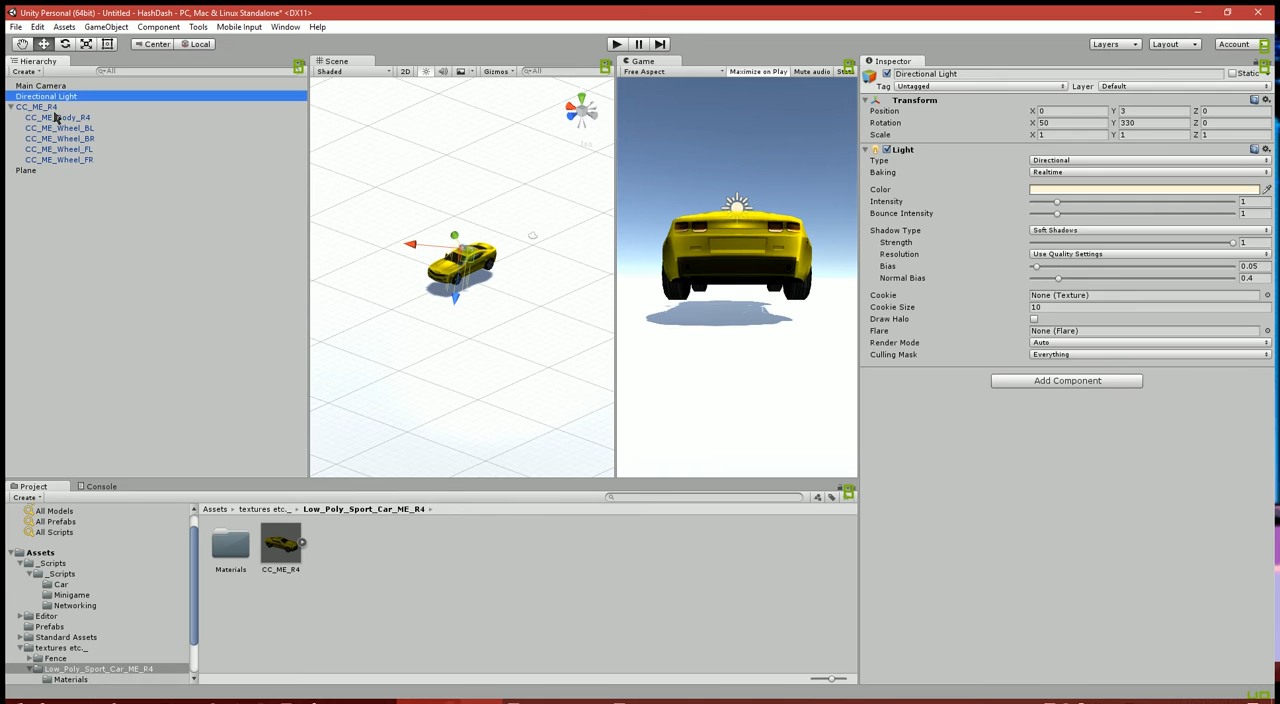 Unity Personal (64bit) - Untitled - HashDash - PC, Mac & Linux Standalone* <DX11>
File Edit Assets GameObject Component Tools Mobile Input Window Help
Center Local Layers Layout Account
Hierarchy
Create All
Main Camera
Directional Light
CC_ME_R4
CC_ME_Body_R4
CC_ME_Wheel_BL
CC_ME_Wheel_BR
CC_ME_Wheel_FL
CC_ME_Wheel_FR
Plane
Scene
Shaded 2D Gizmos All
Game
Free Aspect Maximize on Play Mute audio
Inspector
Directional Light Static
Tag Untagged Layer Default
Transform
Position X 0 Y 3 Z 0
Rotation X 50 Y 330 Z 0
Scale X 1 Y 1 Z 1
Light
Type Directional
Baking Realtime
Color
Intensity 1
Bounce Intensity 1
Shadow Type Soft Shadows
Strength 1
Resolution Use Quality Settings
Bias 0.05
Normal Bias 0.4
Cookie None (Texture)
Cookie Size 10
Draw Halo
Flare None (Flare)
Render Mode Auto
Culling Mask Everything
Add Component
Project Console
Create
All Models
All Prefabs
All Scripts
Assets
_Scripts
_Scripts
Car
Minigame
Networking
Editor
Prefabs
Standard Assets
textures etc._
Fence
Low_Poly_Sport_Car_ME_R4
Materials
Assets textures etc._ Low_Poly_Sport_Car_ME_R4
Materials CC_ME_R4